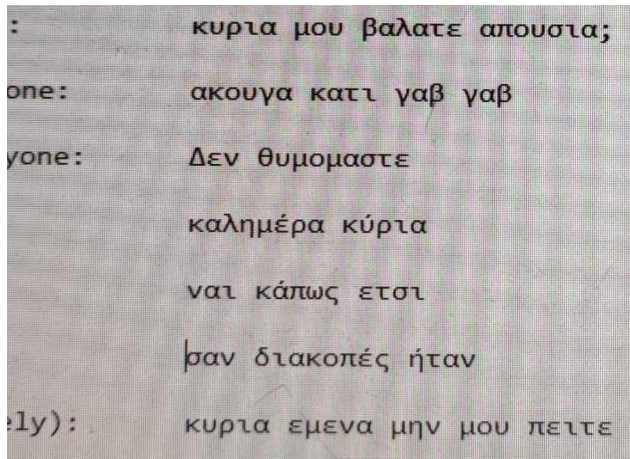 : κυρια μου βαλατε απουσια;
one: ακουγα κατι γαβ γαβ
yone: Δεν θυμομαστε
καλημέρα κύρια
ναι κάπως ετσι
σαν διακοπές ήταν
ely): κυρια εμενα μην μου πειτε